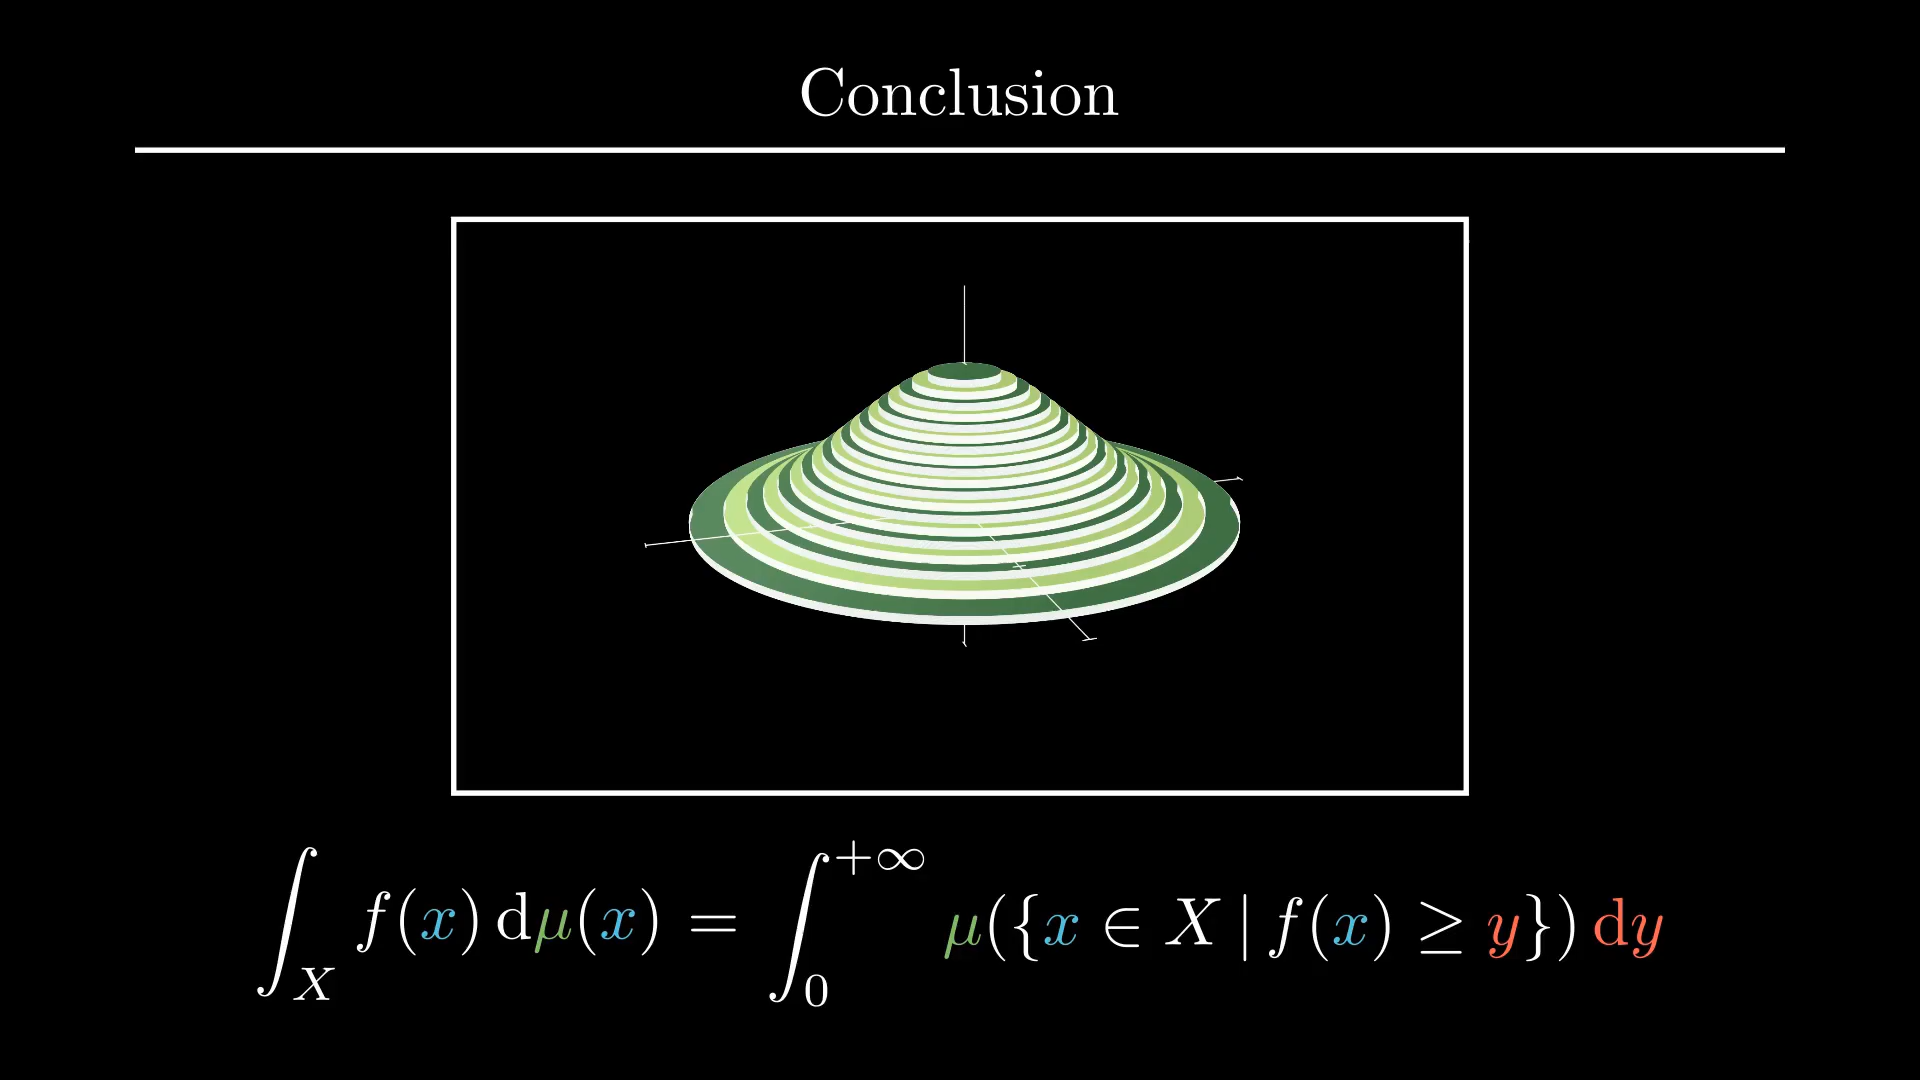 Conclusion
∫_X f(x) dμ(x) = ∫_0^{+∞} μ({x ∈ X | f(x) ≥ y}) dy